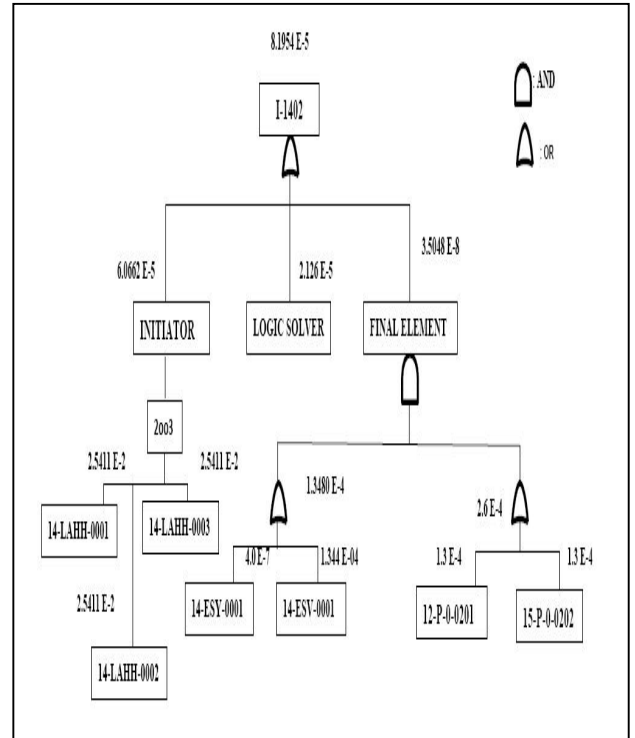 8.1954 E-5
I-1402
: AND
: OR
6.0662 E-5
2.126 E-5
3.5048 E-8
INITIATOR
LOGIC SOLVER
FINAL ELEMENT
2oo3
2.5411 E-2
2.5411 E-2
1.3480 E-4
2.6 E-4
14-LAHH-0001
14-LAHH-0003
4.0 E-7
1.344 E-04
1.3 E-4
1.3 E-4
2.5411 E-2
14-ESY-0001
14-ESV-0001
12-P-0-0201
15-P-0-0202
14-LAHH-0002